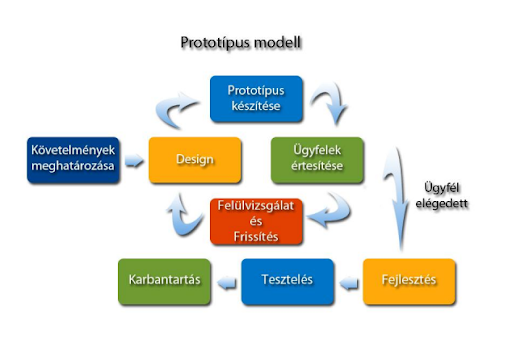 Prototípus modell
Prototípus
készítése
Követelmények
meghatározása
Design
Ügyfelek
értesítése
Ügyfél
elégedett
Felülvizsgálat
és
Frissítés
Karbantartás
Tesztelés
Fejlesztés